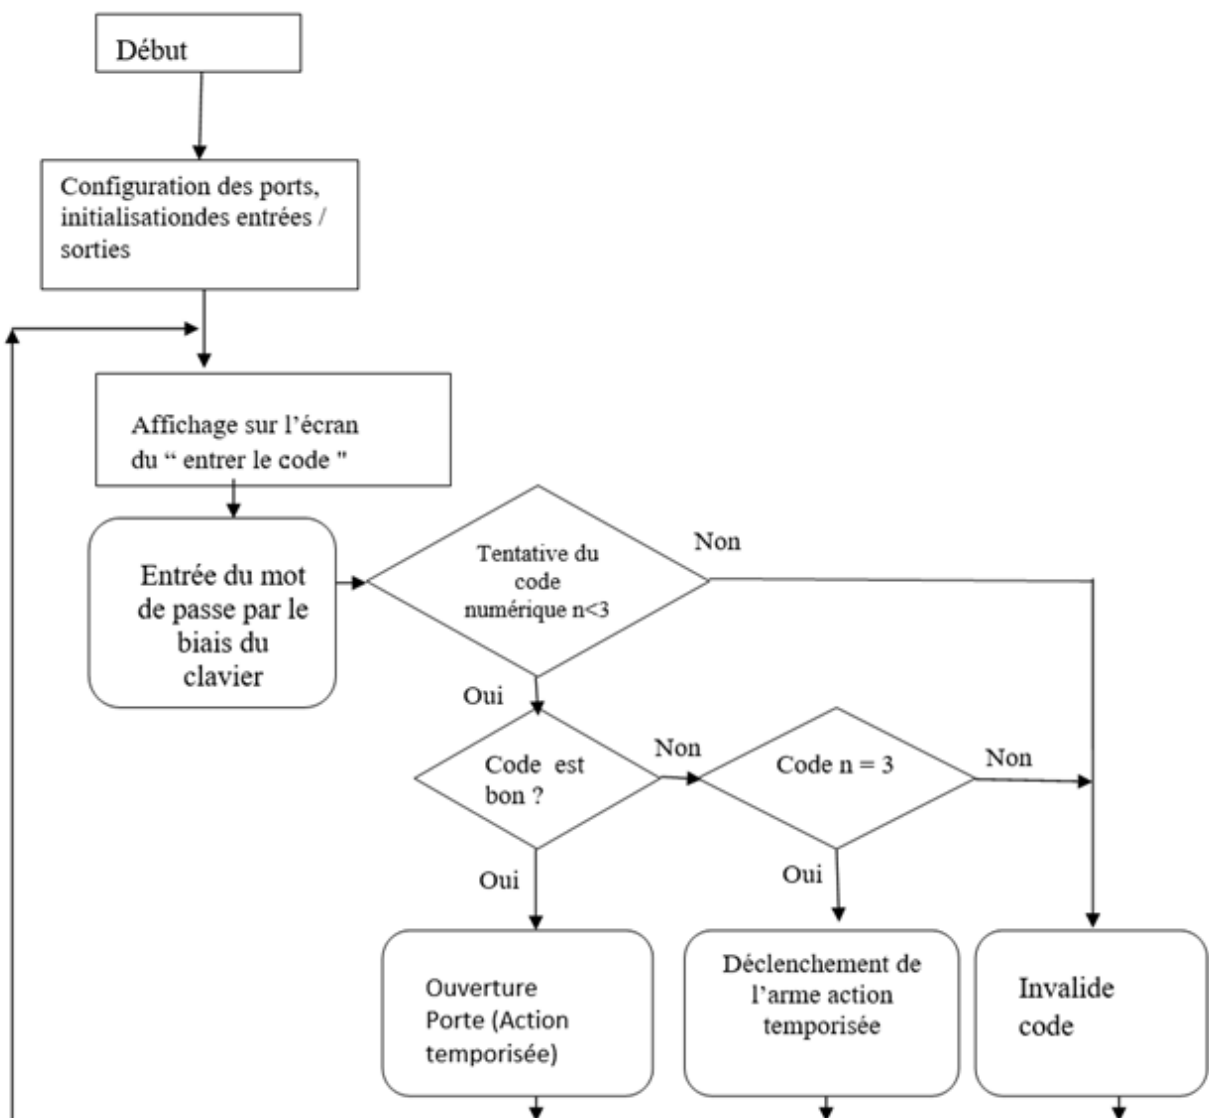 Début
Configuration des ports,
initialisationdes entrées /
sorties
Affichage sur l’écran
du “ entrer le code "
Entrée du mot
de passe par le
biais du
clavier
Tentative du
code
numérique n<3
Non
Oui
Code est
bon ?
Non
Code n = 3
Non
Oui
Oui
Ouverture
Porte (Action
temporisée)
Déclenchement de
l’arme action
temporisée
Invalide
code